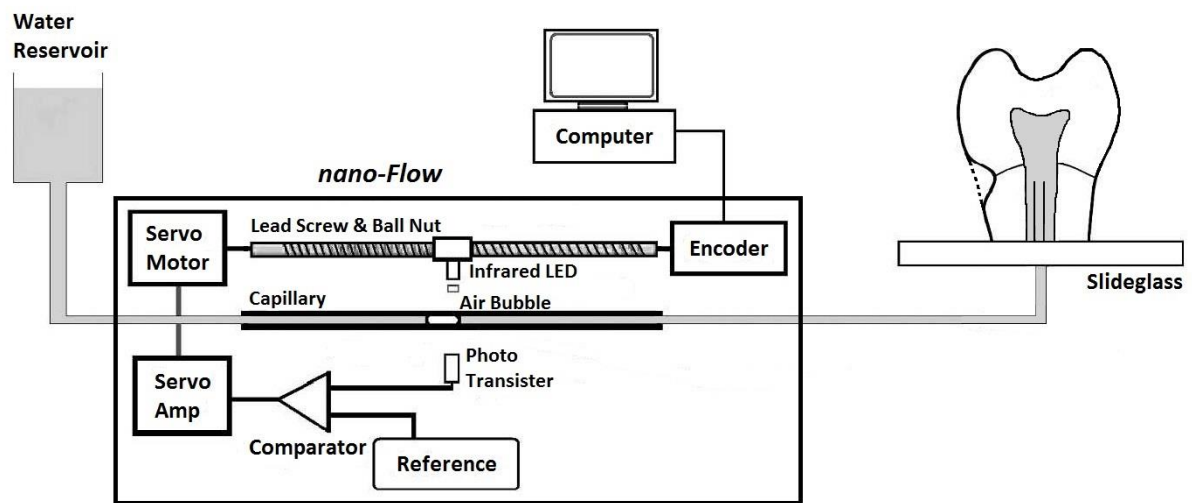 Water
Reservoir
Computer
nano-Flow
Servo
Motor
Lead Screw & Ball Nut
Encoder
Infrared LED
Slideglass
Capillary
Air Bubble
Photo
Transister
Servo
Amp
Comparator
Reference